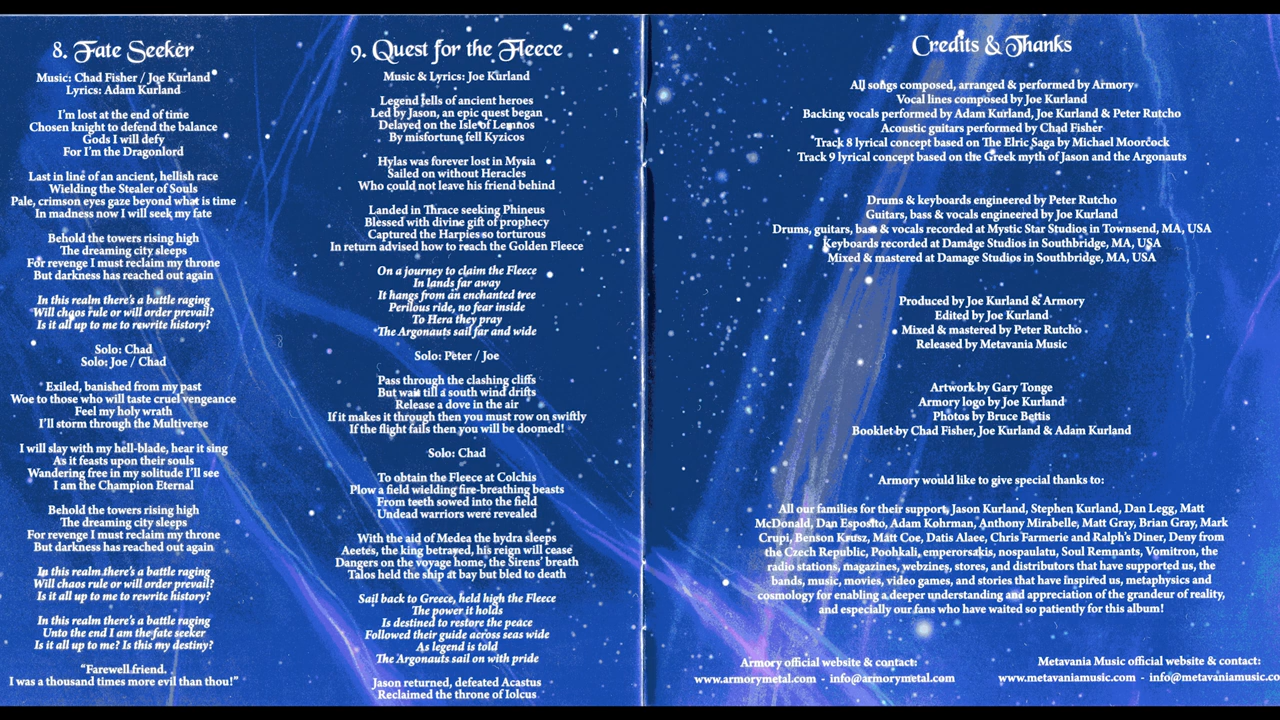 8. Fate Seeker
Music: Chad Fisher / Joe Kurland
Lyrics: Adam Kurland
I'm lost at the end of time
Chosen knight to defend the balance
Gods I will defy
For I'm the Dragonlord
Last in line of an ancient, hellish race
Wielding the Stealer of Souls
Pale, crimson eyes gaze beyond what is time
In madness now I will seek my fate
Behold the towers rising high
The dreaming city sleeps
For revenge I must reclaim my throne
But darkness has reached out again
In this realm there's a battle raging
Will chaos rule or will order prevail?
Is it all up to me to rewrite history?
Solo: Chad
Solo: Joe / Chad
Exiled, banished from my past
Woe to those who will taste cruel vengeance
Feel my holy wrath
I'll storm through the Multiverse
I will slay with my hell-blade, hear it sing
As it feasts upon their souls
Wandering free in my solitude I'll see
I am the Champion Eternal
Behold the towers rising high
The dreaming city sleeps
For revenge I must reclaim my throne
But darkness has reached out again
In this realm there's a battle raging
Will chaos rule or will order prevail?
Is it all up to me to rewrite history?
In this realm there's a battle raging
Unto the end I am the fate seeker
Is it all up to me? Is this my destiny?
"Farewell friend.
I was a thousand times more evil than thou!"
9. Quest for the Fleece
Music & Lyrics: Joe Kurland
Legend tells of ancient heroes
Led by Jason, an epic quest began
Delayed on the Isle of Lemnos
By misfortune fell Kyzicos
Hylas was forever lost in Mysia
Sailed on without Heracles
Who could not leave his friend behind
Landed in Thrace seeking Phineus
Blessed with divine gift of prophecy
Captured the Harpies so torturous
In return advised how to reach the Golden Fleece
On a journey to claim the Fleece
In lands far away
It hangs from an enchanted tree
Perilous ride, no fear inside
To Hera they pray
The Argonauts sail far and wide
Solo: Peter / Joe
Pass through the clashing cliffs
But wait till a south wind drifts
Release a dove in the air
If it makes it through then you must row on swiftly
If the flight fails then you will be doomed!
Solo: Chad
To obtain the Fleece at Colchis
Plow a field wielding fire-breathing beasts
From teeth sowed into the field
Undead warriors were revealed
With the aid of Medea the hydra sleeps
Aeetes, the king betrayed, his reign will cease
Dangers on the voyage home, the Sirens' breath
Talos held the ship at bay but bled to death
Sail back to Greece, held high the Fleece
The power it holds
Is destined to restore the peace
Followed their guide across seas wide
As legend is told
The Argonauts sail on with pride
Jason returned, defeated Acastus
Reclaimed the throne of Iolcus
Credits & Thanks
All songs composed, arranged & performed by Armory
Vocal lines composed by Joe Kurland
Backing vocals performed by Adam Kurland, Joe Kurland & Peter Rutcho
Acoustic guitars performed by Chad Fisher
Track 8 lyrical concept based on The Elric Saga by Michael Moorcock
Track 9 lyrical concept based on the Greek myth of Jason and the Argonauts
Drums & keyboards engineered by Peter Rutcho
Guitars, bass & vocals engineered by Joe Kurland
Drums, guitars, bass & vocals recorded at Mystic Star Studios in Townsend, MA, USA
Keyboards recorded at Damage Studios in Southbridge, MA, USA
Mixed & mastered at Damage Studios in Southbridge, MA, USA
Produced by Joe Kurland & Armory
Edited by Joe Kurland
Mixed & mastered by Peter Rutcho
Released by Metavania Music
Artwork by Gary Tonge
Armory logo by Joe Kurland
Photos by Bruce Bettis
Booklet by Chad Fisher, Joe Kurland & Adam Kurland
Armory would like to give special thanks to:
All our families for their support, Jason Kurland, Stephen Kurland, Dan Legg, Matt
McDonald, Dan Esposito, Adam Kohrman, Anthony Mirabelle, Matt Gray, Brian Gray, Mark
Crupi, Benson Krusz, Matt Coe, Datis Alaee, Chris Farmerie and Ralph's Diner, Deny from
the Czech Republic, Poohkali, emperorsakis, nospaulatu, Soul Remnants, Vomitron, the
radio stations, magazines, webzines, stores, and distributors that have supported us, the
bands, music, movies, video games, and stories that have inspired us, metaphysics and
cosmology for enabling a deeper understanding and appreciation of the grandeur of reality,
and especially our fans who have waited so patiently for this album!
Armory official website & contact:
www.armorymetal.com - info@armorymetal.com
Metavania Music official website & contact:
www.metavaniamusic.com - info@metavaniamusic.co